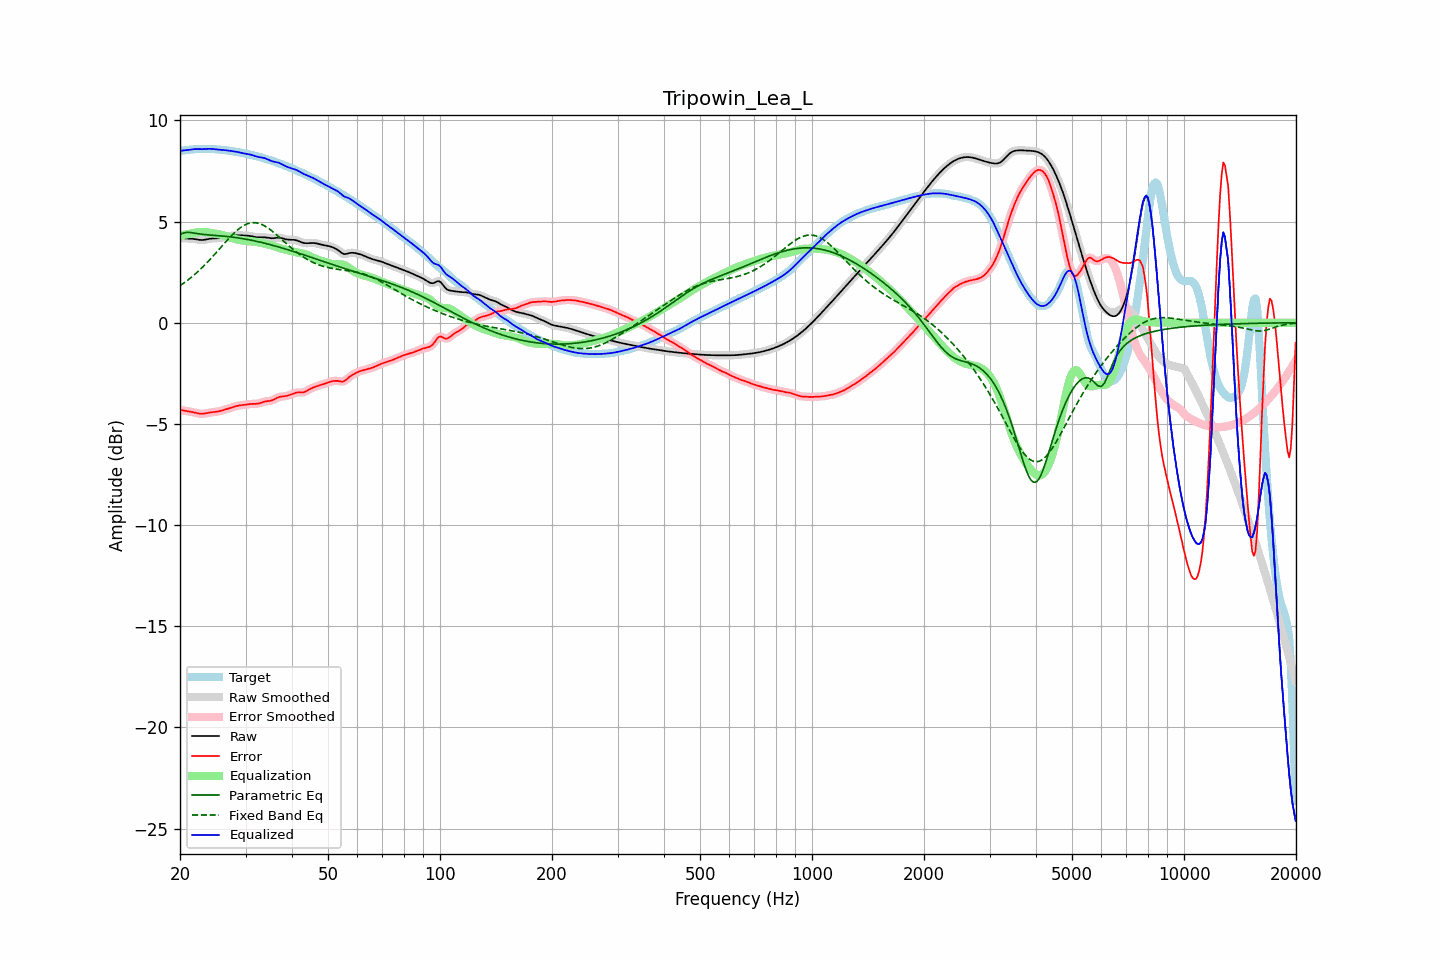 Tripowin_Lea_L
Amplitude (dBr)
10
5
0
−5
−10
−15
−20
−25
Target
Raw Smoothed
Error Smoothed
Raw
Error
Equalization
Parametric Eq
Fixed Band Eq
Equalized
20 50 100 200 500 1000 2000 5000 10000 20000
Frequency (Hz)